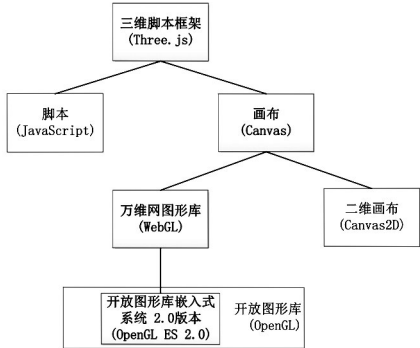 三维脚本框架
(Three.js)
脚本
(JavaScript)
画布
(Canvas)
万维网图形库
(WebGL)
二维画布
(Canvas2D)
开放图形库嵌入式
系统 2.0版本
(OpenGL ES 2.0)
开放图形库
(OpenGL)